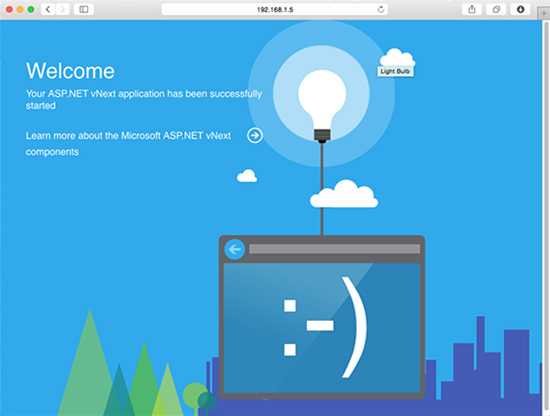 192.168.1.5
Welcome
Light Bulb
Your ASP.NET vNext application has been successfully
started
Learn more about the Microsoft ASP.NET vNext
components
:-)